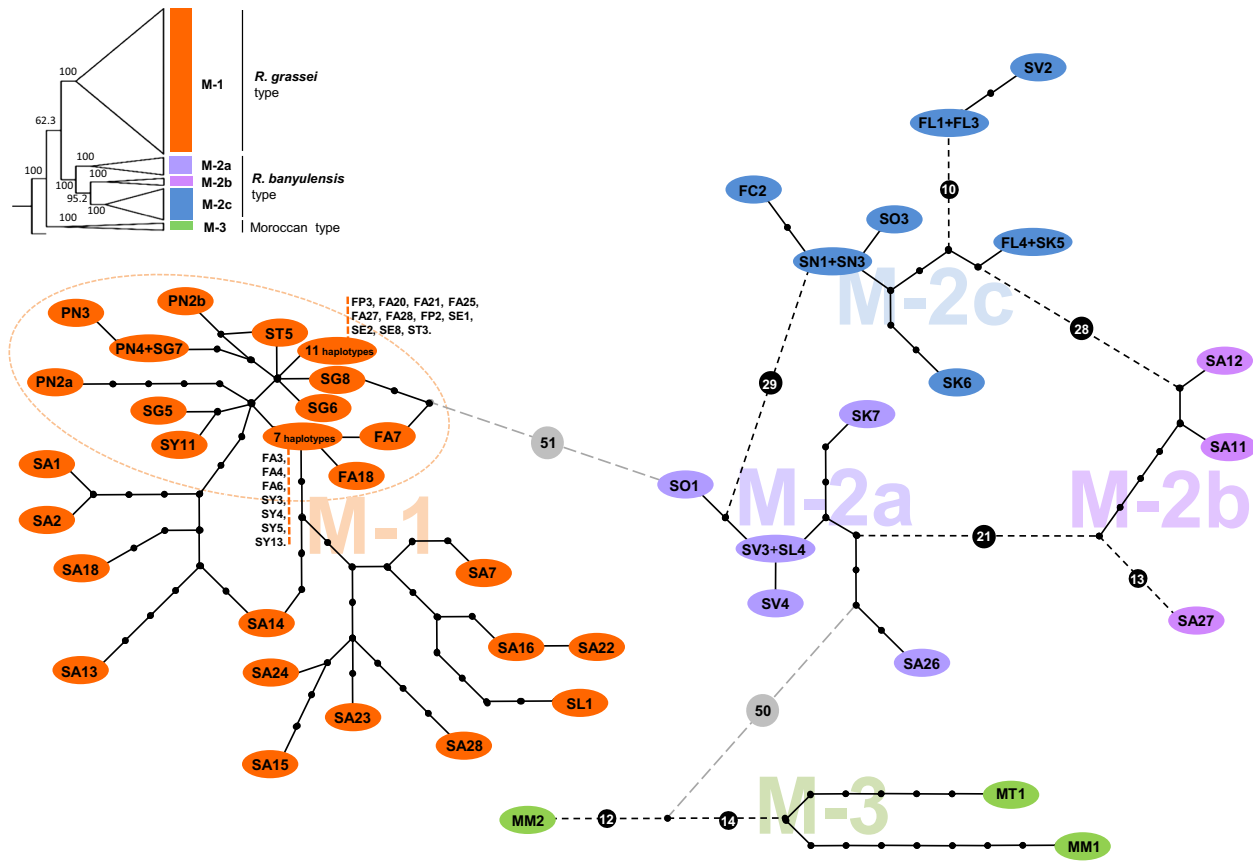 100
62.3
100
100
100
100
95.2
100
100
M-1
M-2a
M-2b
M-2c
M-3
R. grassei
type
R. banyulensis
type
Moroccan type
PN3
PN2b
ST5
PN4+SG7
11 haplotypes
FP3, FA20, FA21, FA25,
FA27, FA28, FP2, SE1,
SE2, SE8, ST3.
PN2a
SG8
SG5
SG6
SY11
7 haplotypes
FA7
FA3,
FA4,
FA6,
SY3,
SY4,
SY5,
SY13.
FA18
M-1
SA1
SA2
SA18
SA7
SA14
SA13
SA16
SA22
SA24
SA23
SL1
SA28
SA15
51
SV2
FL1+FL3
10
FC2
SO3
SN1+SN3
FL4+SK5
M-2c
28
29
SK6
SA12
SK7
SA11
SO1
M-2a
M-2b
SV3+SL4
21
SV4
13
SA27
SA26
50
M-3
MT1
MM2
12
14
MM1